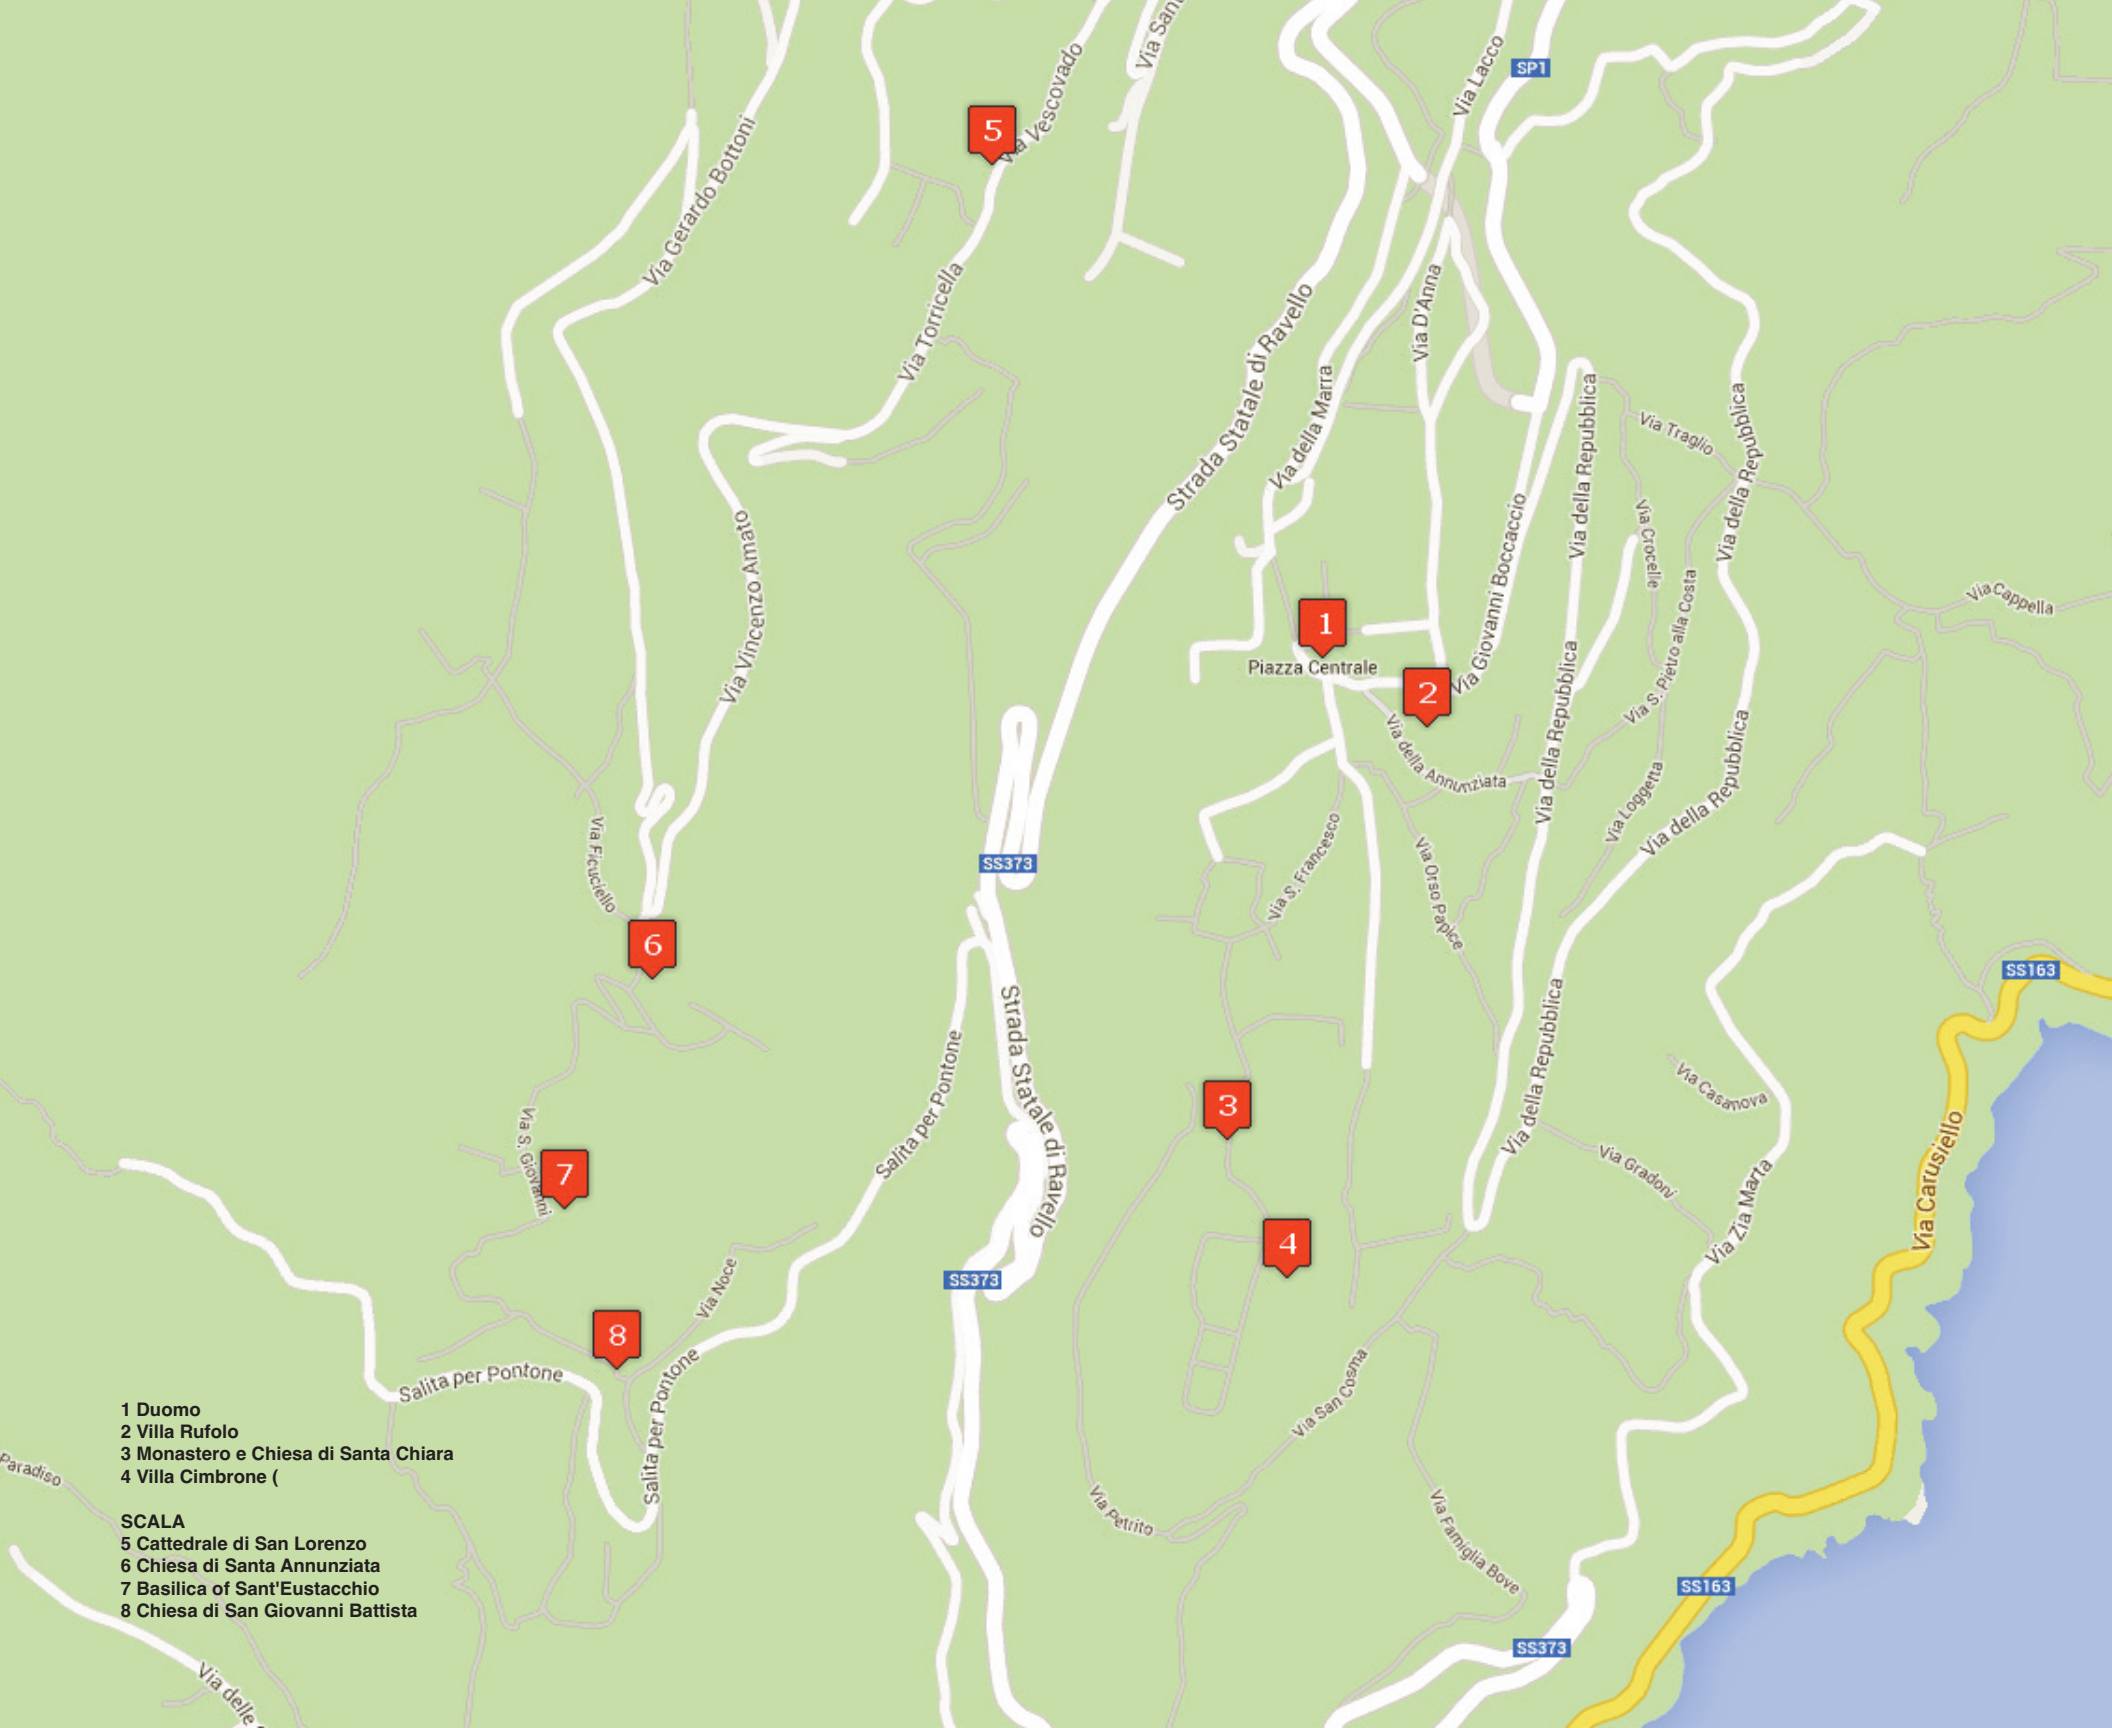 Via Sant
Via Vescovado
5
Via Lacco
SP1
Via Gerardo Bottoni
Via Torricella
Via D'Anna
Strada Statale di Ravello
Via della Marra
Via della Repubblica
Via della Repubblica
Via Traglio
Via Vincenzo Amato
Via Giovanni Boccaccio
Via Crocelle
Via S. Pietro alla Costa
Via Cappella
1
Piazza Centrale
2
Via della Annunziata
Via della Repubblica
Via Loggetta
Via della Repubblica
Via Ficuciello
SS373
Via S. Francesco
Via Orso Papice
6
SS163
Strada Statale di Ravello
Salita per Pontone
Via della Repubblica
Via Casanova
3
Via Carusiello
Via S. Giovanni
7
Via Gradoni
Via Zia Marta
4
SS373
Via Noce
8
Salita per Pontone
Salita per Pontone
Via San Cosma
1 Duomo
2 Villa Rufolo
3 Monastero e Chiesa di Santa Chiara
4 Villa Cimbrone (
Paradiso
Via Petrito
Via Famiglia Bove
SCALA
5 Cattedrale di San Lorenzo
6 Chiesa di Santa Annunziata
7 Basilica of Sant'Eustacchio
8 Chiesa di San Giovanni Battista
SS163
SS373
Via delle